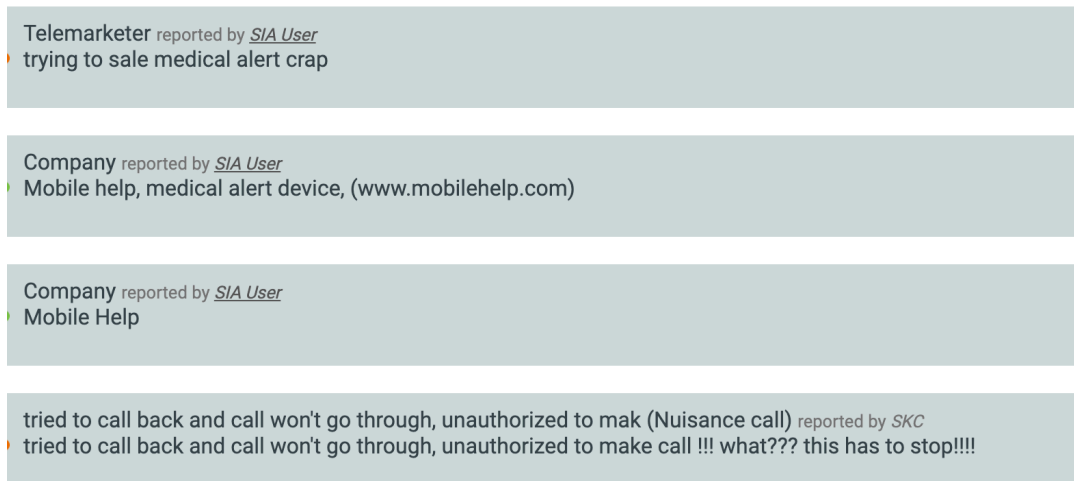 Telemarketer reported by SIA User
trying to sale medical alert crap
Company reported by SIA User
Mobile help, medical alert device, (www.mobilehelp.com)
Company reported by SIA User
Mobile Help
tried to call back and call won't go through, unauthorized to mak (Nuisance call) reported by SKC
tried to call back and call won't go through, unauthorized to make call !!! what??? this has to stop!!!!